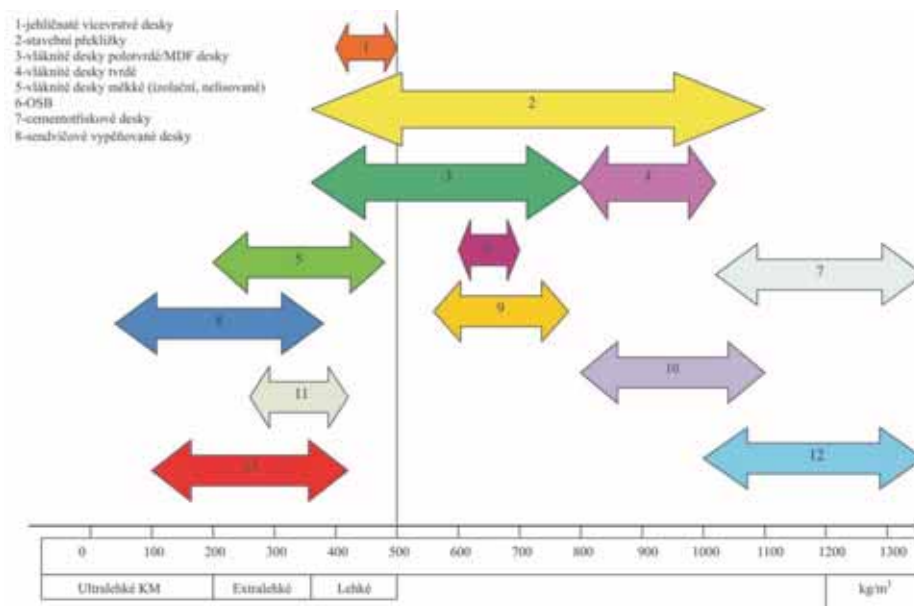 1-jehličnaté vícevrstvé desky
2-stavební překližky
3-vláknité desky polotvrdé/MDF desky
4-vláknité desky tvrdé
5-vláknité desky měkké (izolační, nelisované)
6-OSB
7-cementotřískové desky
8-sendvičové vypěňované desky
1
2
3
4
5
6
7
8
9
10
11
12
0 100 200 300 400 500 600 700 800 900 1000 1100 1200 1300
Ultralehké KM Extralehké Lehké kg/m³